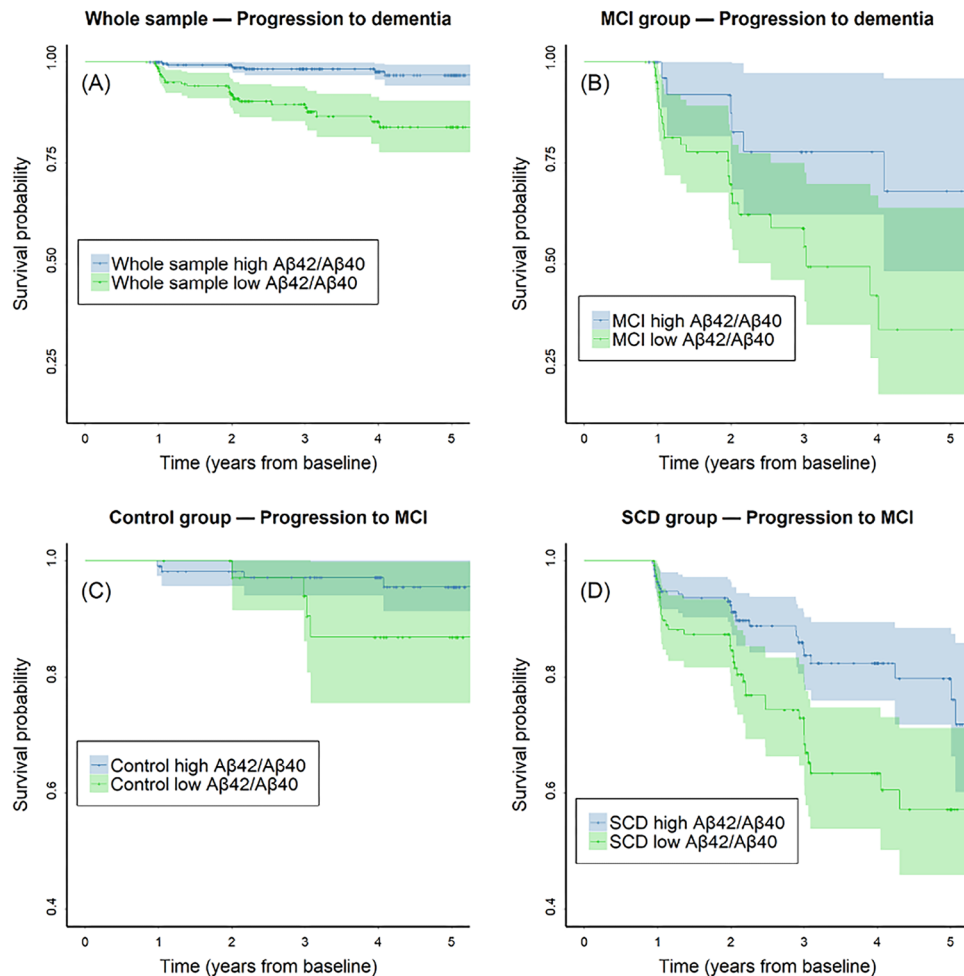 Whole sample — Progression to dementia
(A)
Survival probability
1.00
0.75
0.50
0.25
Whole sample high Aβ42/Aβ40
Whole sample low Aβ42/Aβ40
0 1 2 3 4 5
Time (years from baseline)
MCI group — Progression to dementia
(B)
Survival probability
1.00
0.75
0.50
0.25
MCI high Aβ42/Aβ40
MCI low Aβ42/Aβ40
0 1 2 3 4 5
Time (years from baseline)
Control group — Progression to MCI
(C)
Survival probability
1.0
0.8
0.6
0.4
Control high Aβ42/Aβ40
Control low Aβ42/Aβ40
0 1 2 3 4 5
Time (years from baseline)
SCD group — Progression to MCI
(D)
Survival probability
1.0
0.8
0.6
0.4
SCD high Aβ42/Aβ40
SCD low Aβ42/Aβ40
0 1 2 3 4 5
Time (years from baseline)